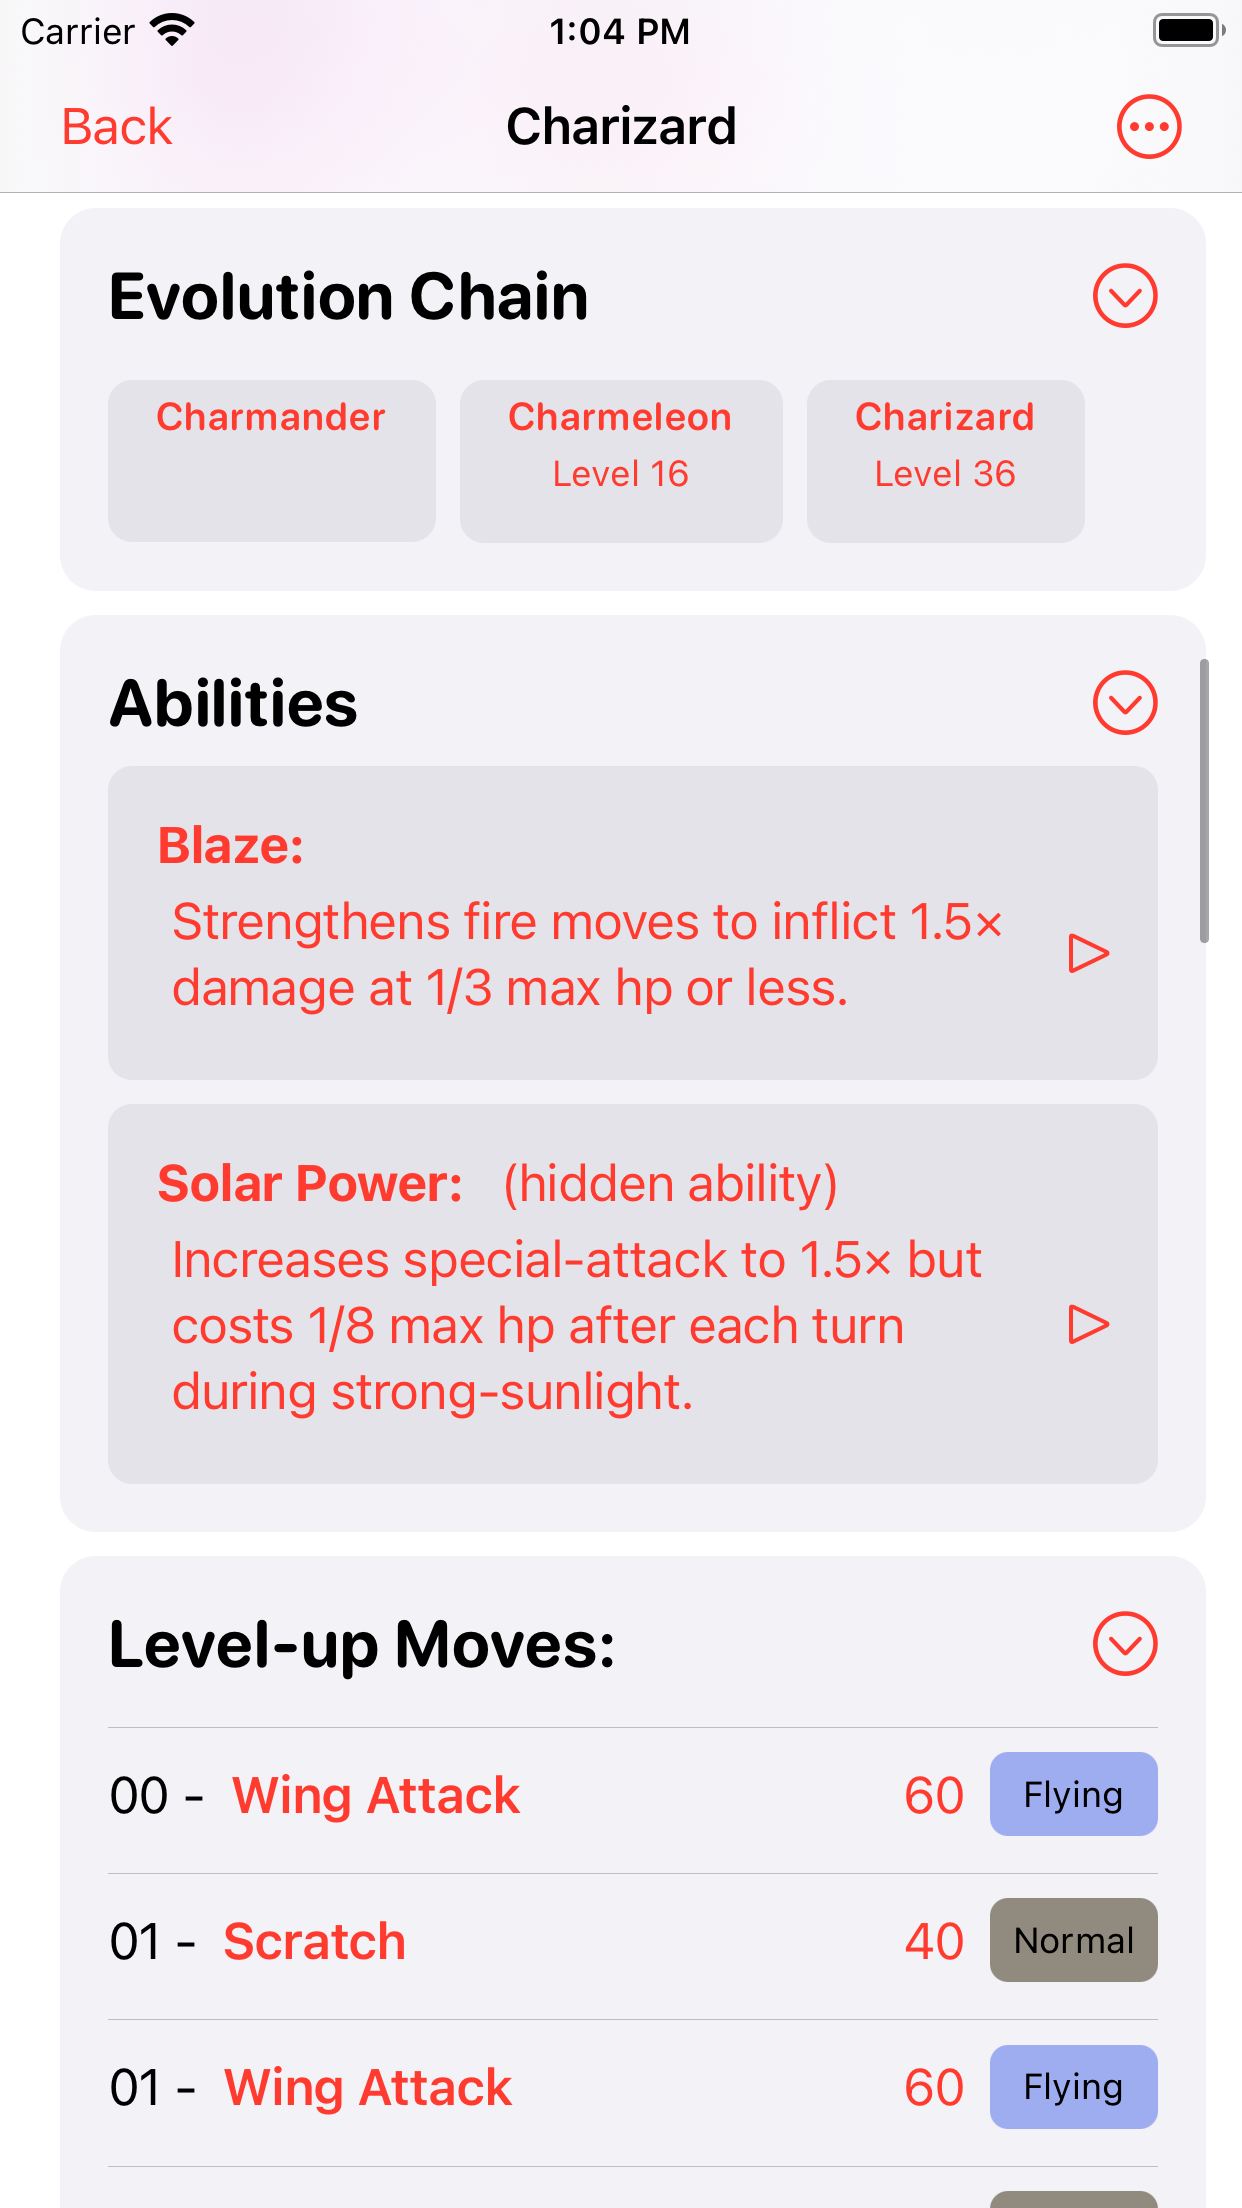 Carrier 1:04 PM
Back Charizard
Evolution Chain
Charmander Charmeleon Charizard
Level 16 Level 36
Abilities
Blaze:
Strengthens fire moves to inflict 1.5×
damage at 1/3 max hp or less.
Solar Power: (hidden ability)
Increases special-attack to 1.5× but
costs 1/8 max hp after each turn
during strong-sunlight.
Level-up Moves:
00 - Wing Attack 60 Flying
01 - Scratch 40 Normal
01 - Wing Attack 60 Flying